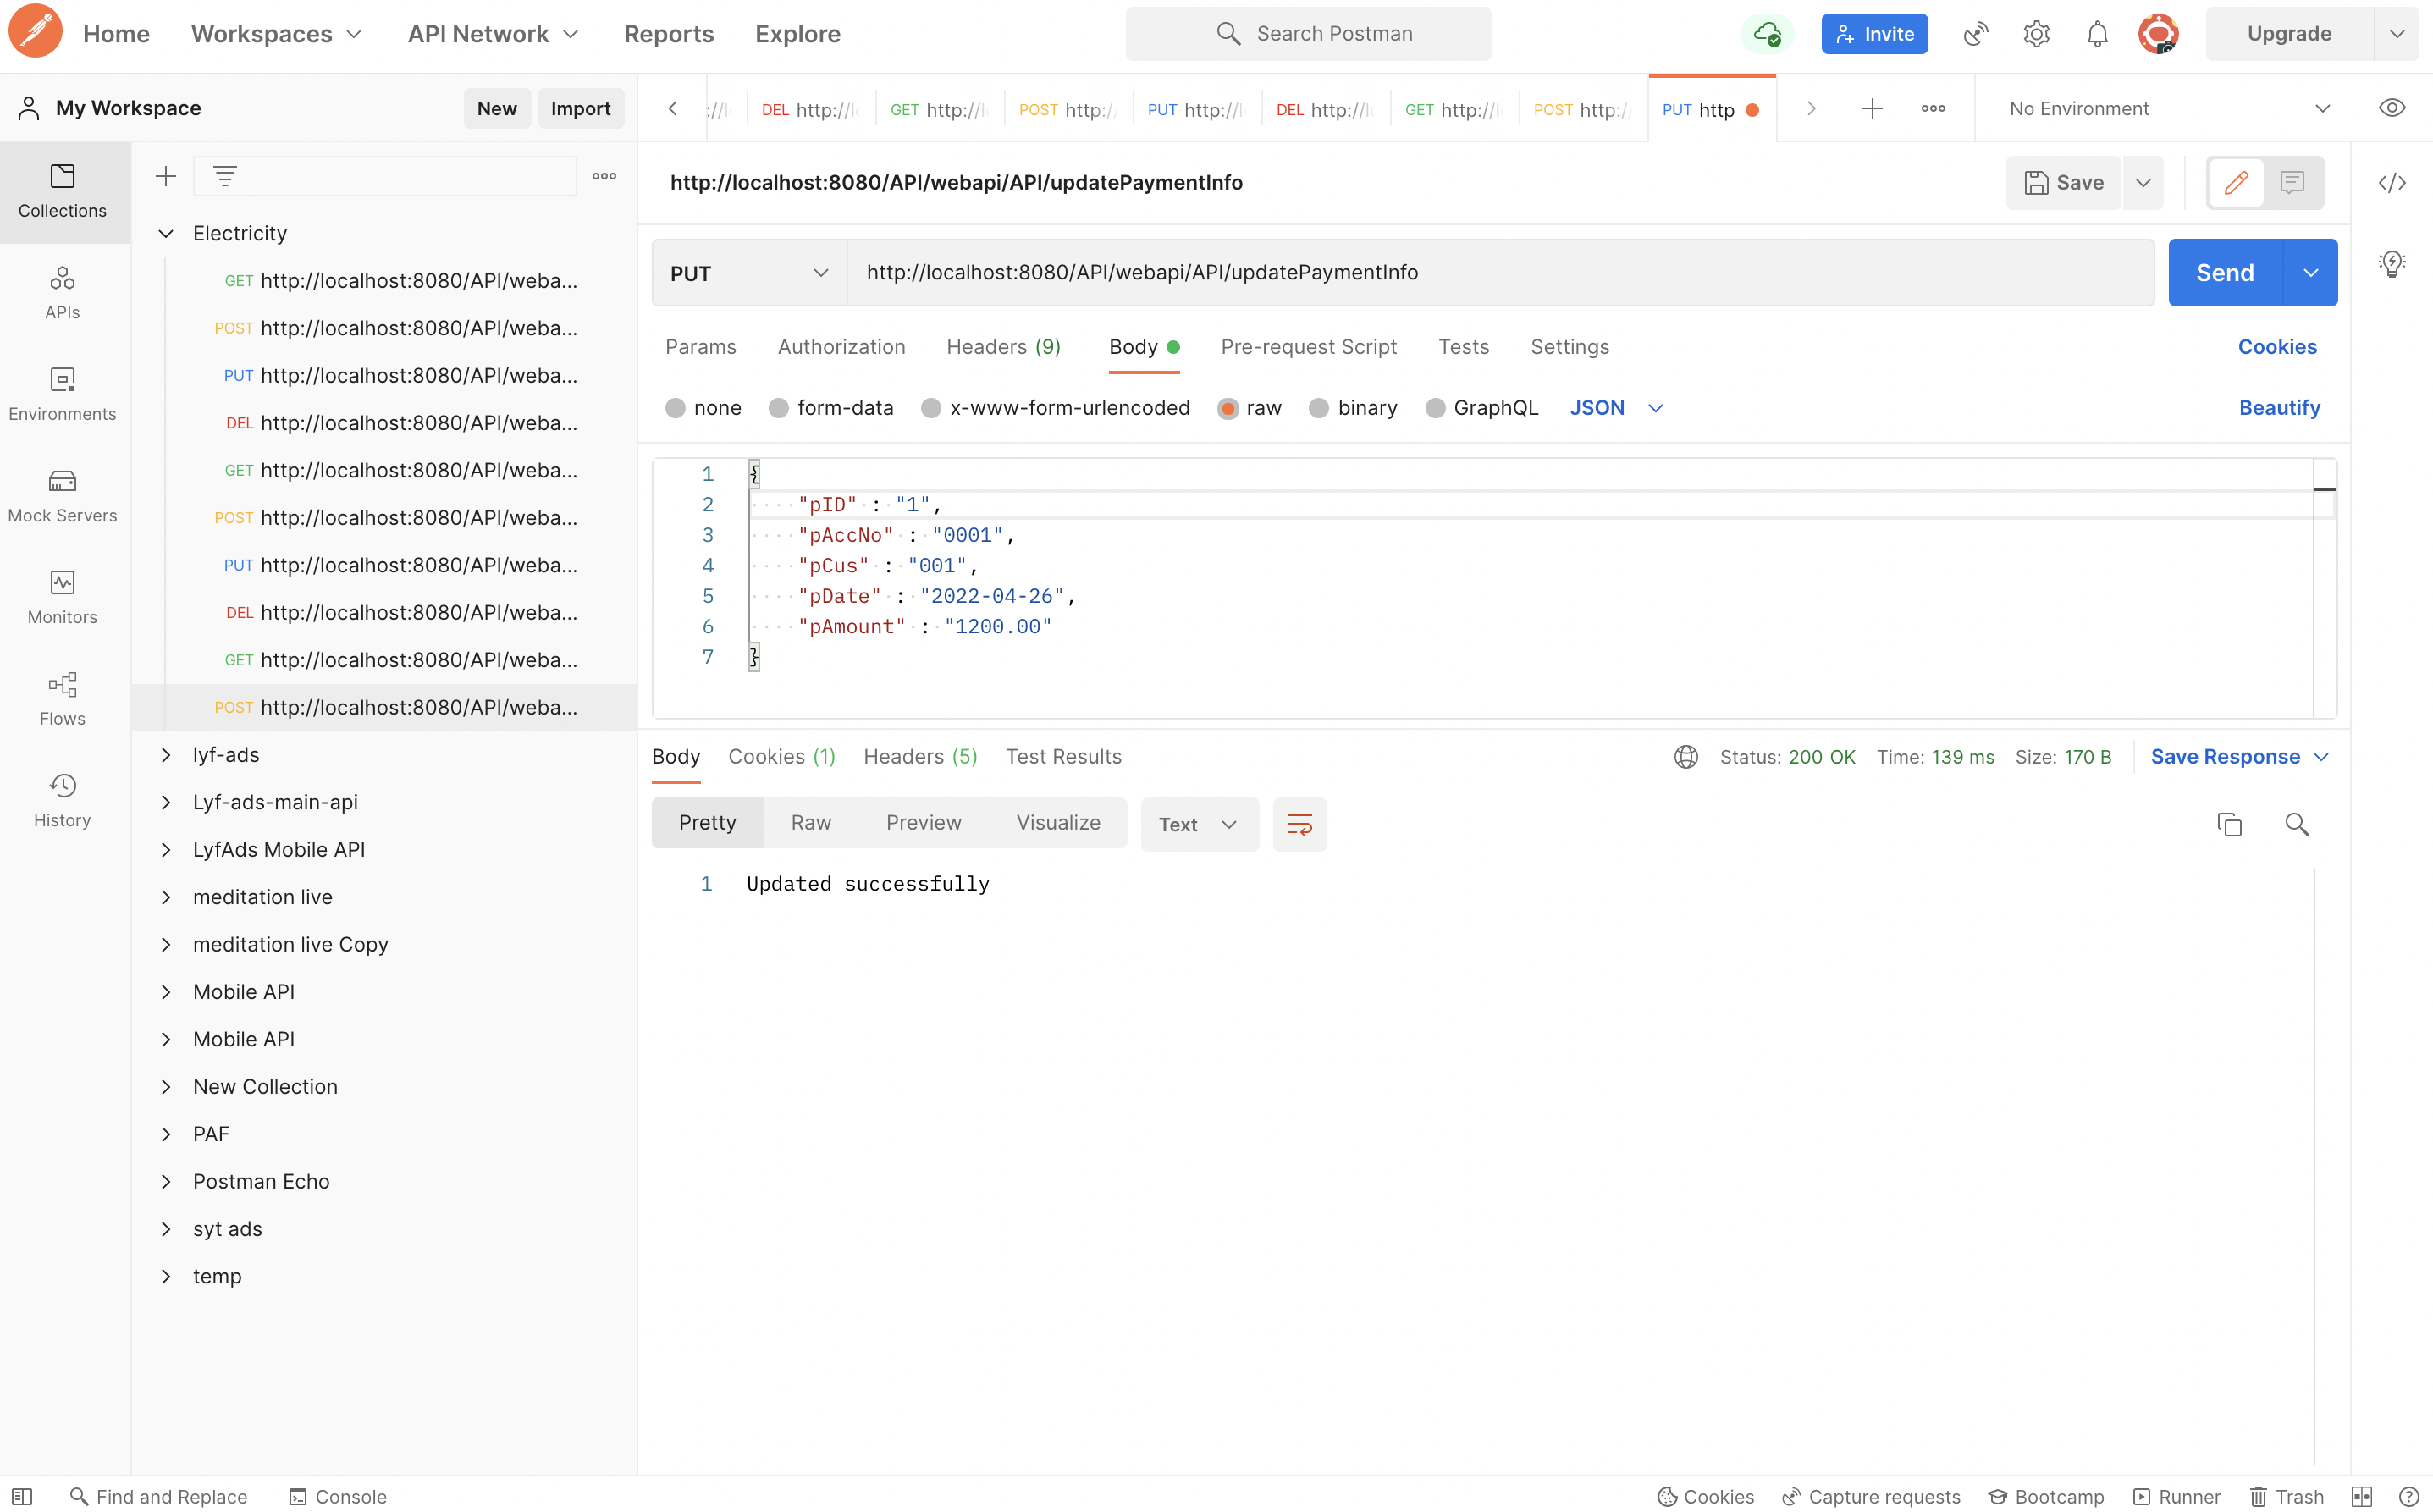 Home Workspaces API Network Reports Explore Search Postman Invite Upgrade
My Workspace New Import
DEL http:// GET http:// POST http:/ PUT http:// DEL http:// GET http:// POST http:/ PUT http No Environment
Collections
APIs
Environments
Mock Servers
Monitors
Flows
History
Electricity
GET http://localhost:8080/API/weba...
POST http://localhost:8080/API/weba...
PUT http://localhost:8080/API/weba...
DEL http://localhost:8080/API/weba...
GET http://localhost:8080/API/weba...
POST http://localhost:8080/API/weba...
PUT http://localhost:8080/API/weba...
DEL http://localhost:8080/API/weba...
GET http://localhost:8080/API/weba...
POST http://localhost:8080/API/weba...
lyf-ads
Lyf-ads-main-api
LyfAds Mobile API
meditation live
meditation live Copy
Mobile API
Mobile API
New Collection
PAF
Postman Echo
syt ads
temp
http://localhost:8080/API/webapi/API/updatePaymentInfo Save
PUT http://localhost:8080/API/webapi/API/updatePaymentInfo Send
Params Authorization Headers (9) Body Pre-request Script Tests Settings Cookies
none form-data x-www-form-urlencoded raw binary GraphQL JSON Beautify
1 {
2 "pID" : "1",
3 "pAccNo" : "0001",
4 "pCus" : "001",
5 "pDate" : "2022-04-26",
6 "pAmount" : "1200.00"
7 }
Body Cookies (1) Headers (5) Test Results Status: 200 OK Time: 139 ms Size: 170 B Save Response
Pretty Raw Preview Visualize Text
1 Updated successfully
Find and Replace Console Cookies Capture requests Bootcamp Runner Trash